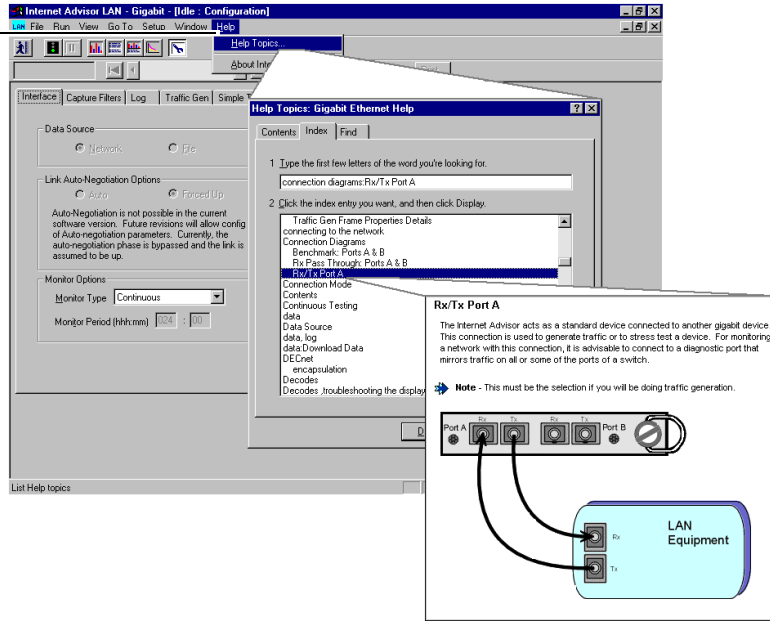 Internet Advisor LAN - Gigabit - [Idle : Configuration]
LAN File Run View Go To Setup Window Help
Help Topics...
About
Interface Capture Filters Log Traffic Gen Simple
Data Source
Network File
Link Auto-Negotiation Options
Auto Forced Up
Auto-Negotiation is not possible in the current
software version. Future revisions will allow config
of Auto-negotiation parameters. Currently, the
auto-negotiation phase is bypassed and the link is
assumed to be up.
Monitor Options
Monitor Type Continuous
Monitor Period (hhh:mm) 024 : 00
List Help topics
Help Topics: Gigabit Ethernet Help
Contents Index Find
1 Type the first few letters of the word you're looking for.
connection diagrams:Rx/Tx Port A
2 Click the index entry you want, and then click Display.
Traffic Gen Frame Properties Details
connecting to the network
Connection Diagrams
Benchmark: Ports A & B
Rx Pass Through: Ports A & B
Rx/Tx Port A
Connection Mode
Contents
Continuous Testing
data
Data Source
data, log
data:Download Data
DECnet
encapsulation
Decodes
Decodes ,troubleshooting the display
D
Rx/Tx Port A
The Internet Advisor acts as a standard device connected to another gigabit device
This connection is used to generate traffic or to stress test a device. For monitoring
a network with this connection, it is advisable to connect to a diagnostic port that
mirrors traffic on all or some of the ports of a switch.
Note - This must be the selection if you will be doing traffic generation.
Port A Rx Tx Rx Tx Port B
Rx
Tx
LAN
Equipment